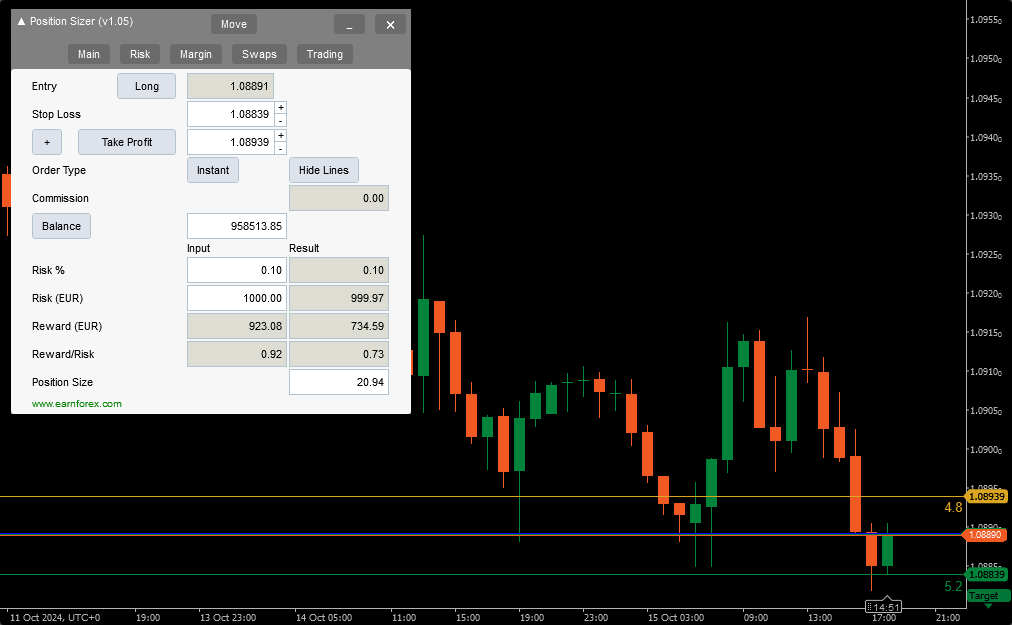 ▲ Position Sizer (v1.05) Move _ ✕
Main Risk Margin Swaps Trading
Entry Long 1.08891
Stop Loss 1.08839 + -
+ Take Profit 1.08939 + -
Order Type Instant Hide Lines
Commission 0.00
Balance 958513.85
Input Result
Risk % 0.10 0.10
Risk (EUR) 1000.00 999.97
Reward (EUR) 923.08 734.59
Reward/Risk 0.92 0.73
Position Size 20.94
www.earnforex.com
1.09550
1.09500
1.09450
1.09400
1.09350
1.09300
1.09250
1.09200
1.09150
1.09100
1.09050
1.09000
1.08950
1.08939
4.8
1.08900
1.08890
1.08850
1.08839
5.2
Target
14:51
11 Oct 2024, UTC+0 19:00 13 Oct 23:00 14 Oct 05:00 11:00 15:00 19:00 23:00 15 Oct 03:00 09:00 13:00 17:00 21:00